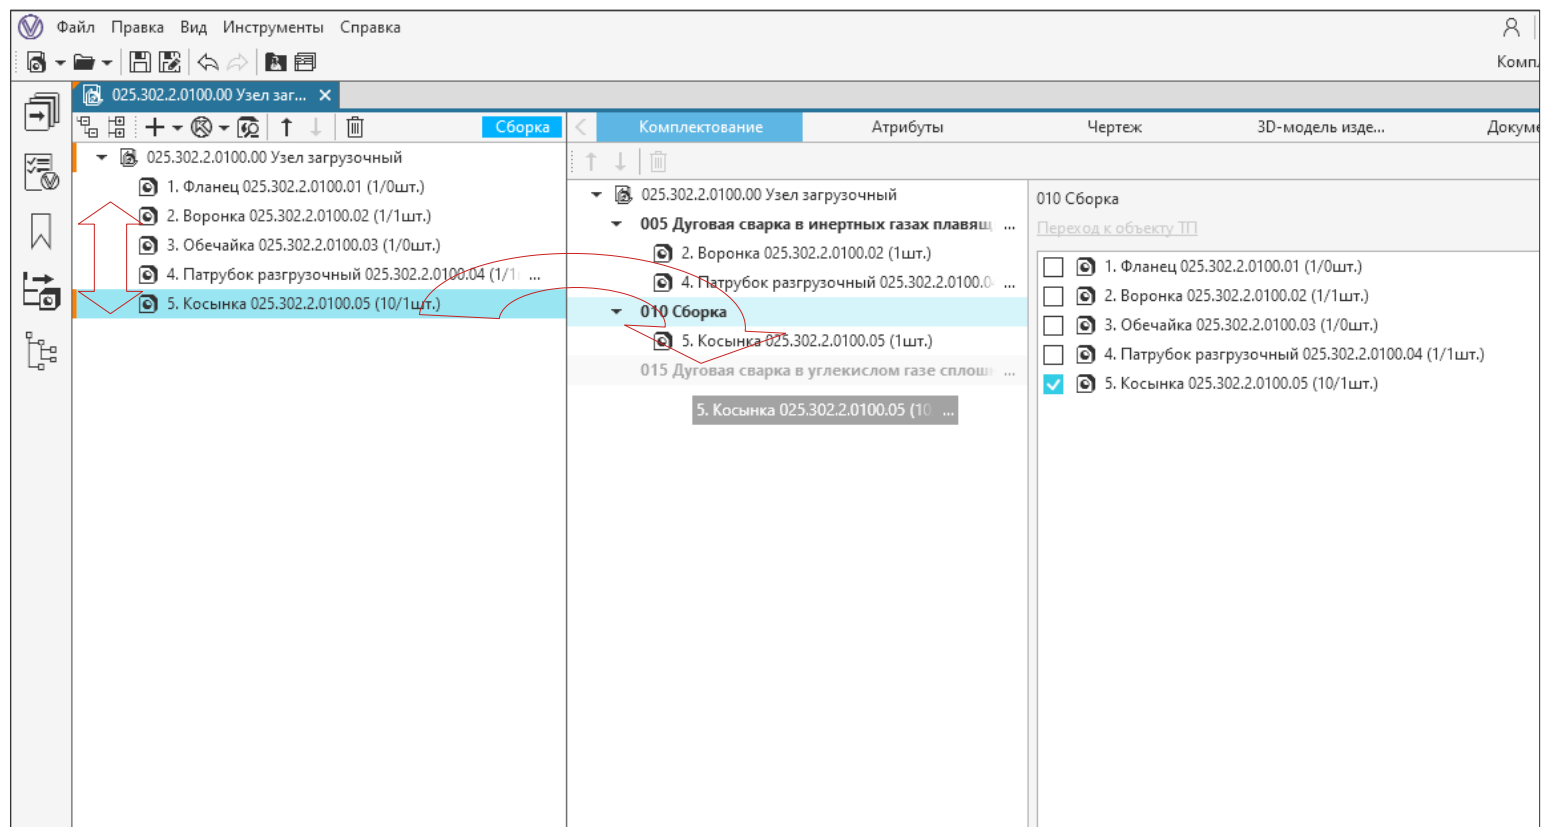 Файл Правка Вид Инструменты Справка
Компл
025.302.2.0100.00 Узел заг...
Сборка
025.302.2.0100.00 Узел загрузочный
1. Фланец 025.302.2.0100.01 (1/0шт.)
2. Воронка 025.302.2.0100.02 (1/1шт.)
3. Обечайка 025.302.2.0100.03 (1/0шт.)
4. Патрубок разгрузочный 025.302.2.0100.04 (1/1 ...
5. Косынка 025.302.2.0100.05 (10/1шт.)
Комплектование Атрибуты Чертеж 3D-модель изде... Докуме
025.302.2.0100.00 Узел загрузочный
005 Дуговая сварка в инертных газах плавящ ...
2. Воронка 025.302.2.0100.02 (1шт.)
4. Патрубок разгрузочный 025.302.2.0100.0 ...
010 Сборка
5. Косынка 025.302.2.0100.05 (1шт.)
015 Дуговая сварка в углекислом газе сплош ...
5. Косынка 025.302.2.0100.05 (10 ...
010 Сборка
Переход к объекту ТП
1. Фланец 025.302.2.0100.01 (1/0шт.)
2. Воронка 025.302.2.0100.02 (1/1шт.)
3. Обечайка 025.302.2.0100.03 (1/0шт.)
4. Патрубок разгрузочный 025.302.2.0100.04 (1/1шт.)
5. Косынка 025.302.2.0100.05 (10/1шт.)